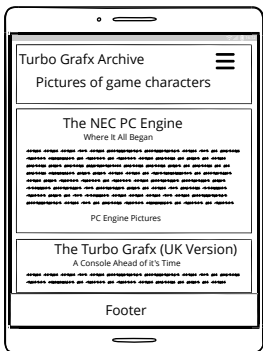 Turbo Grafx Archive
Pictures of game characters
The NEC PC Engine
Where It All Began
PC Engine Pictures
The Turbo Grafx (UK Version)
A Console Ahead of it's Time
Footer